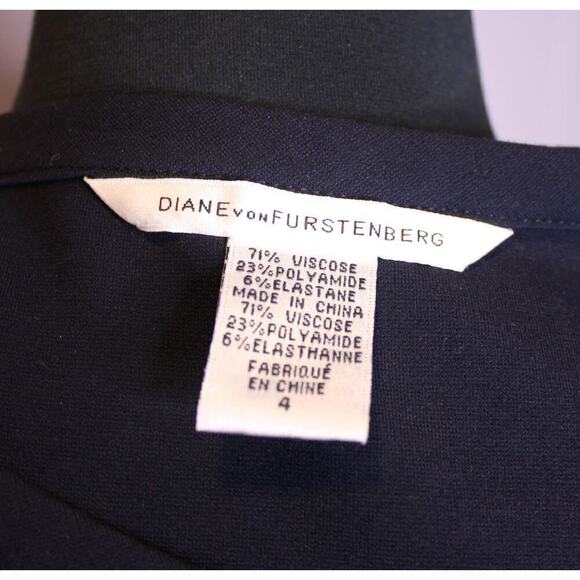 DIANE VON FURSTENBERG
71% VISCOSE
23% POLYAMIDE
6% ELASTANE
MADE IN CHINA
71% VISCOSE
23% POLYAMIDE
6% ELASTHANNE
FABRIQUÉ
EN CHINE
4